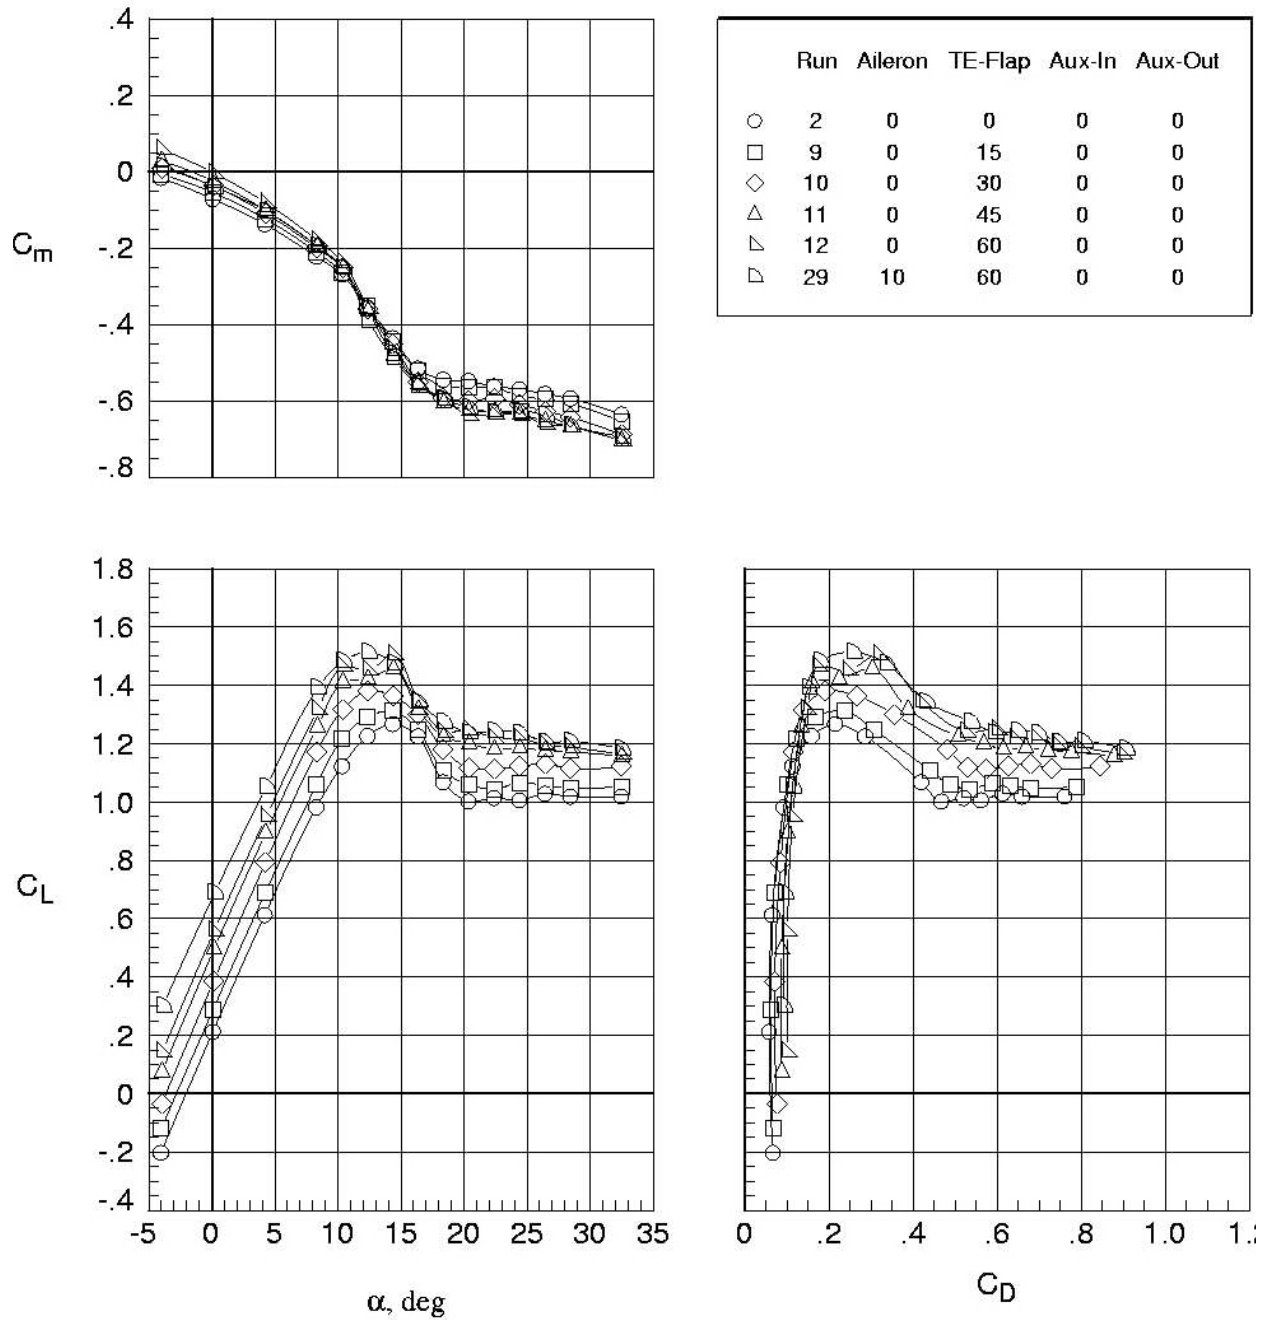 .4
.2
0
-.2
-.4
-.6
-.8
Cm
Run Aileron TE-Flap Aux-In Aux-Out
2 0 0 0 0
9 0 15 0 0
10 0 30 0 0
11 0 45 0 0
12 0 60 0 0
29 10 60 0 0
1.8
1.6
1.4
1.2
1.0
.8
.6
.4
.2
0
-.2
-.4
CL
-5 0 5 10 15 20 25 30 35
α, deg
0 .2 .4 .6 .8 1.0
CD